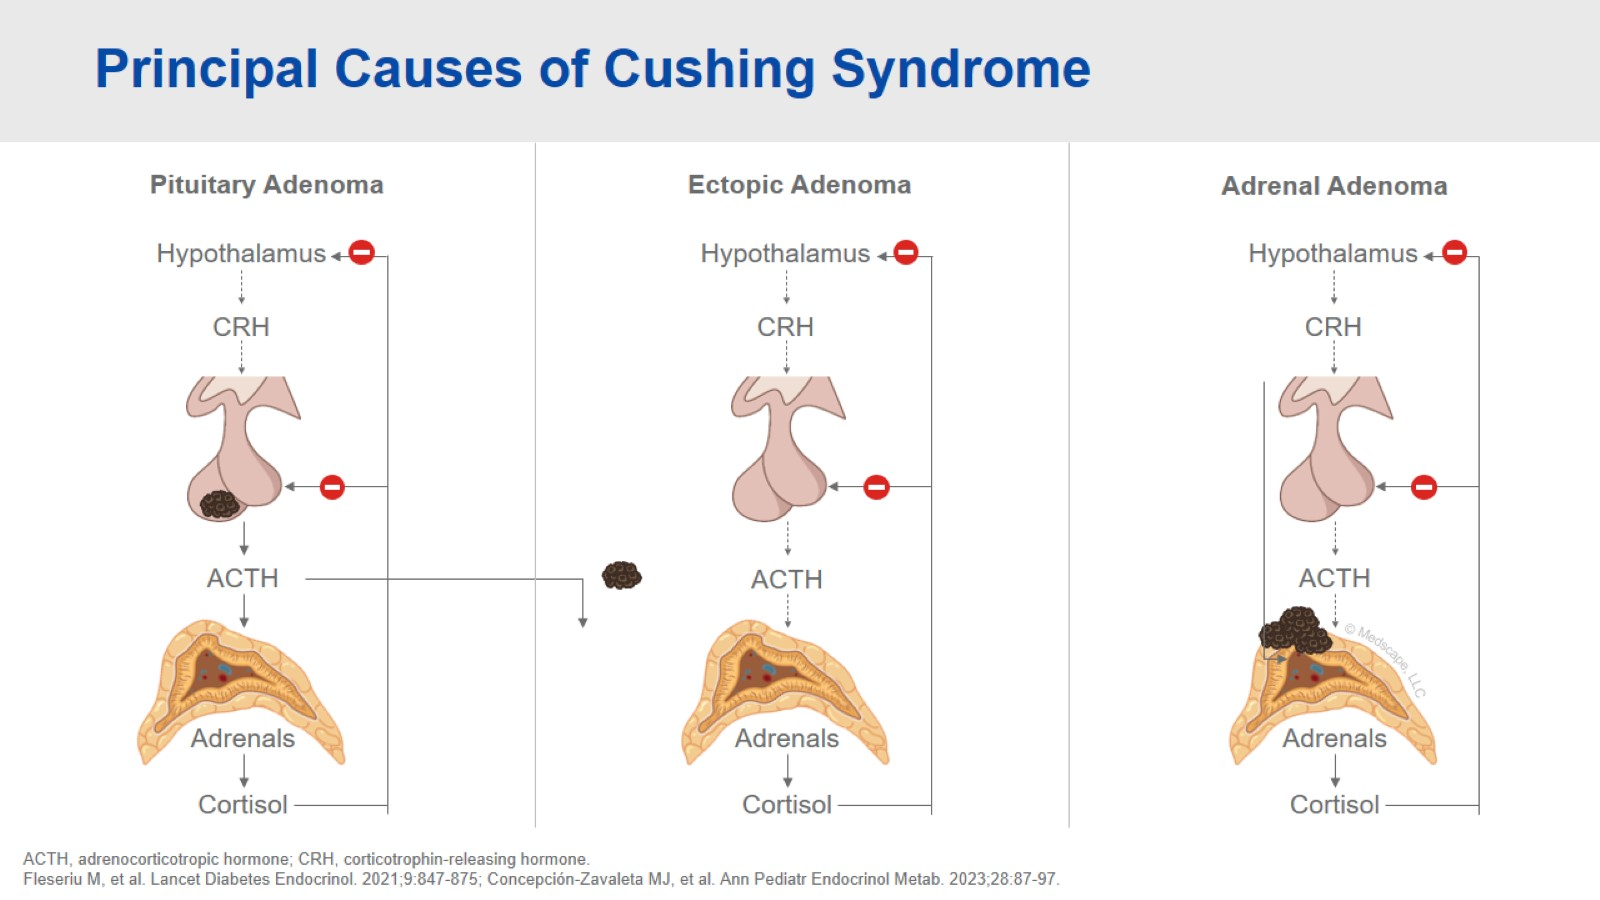 Principal Causes of Cushing Syndrome
Pituitary Adenoma
Hypothalamus
CRH
ACTH
Adrenals
Cortisol
Ectopic Adenoma
Hypothalamus
CRH
ACTH
Adrenals
Cortisol
Adrenal Adenoma
Hypothalamus
CRH
ACTH
© Medscape, LLC
Adrenals
Cortisol
ACTH, adrenocorticotropic hormone; CRH, corticotrophin-releasing hormone.
Fleseriu M, et al. Lancet Diabetes Endocrinol. 2021;9:847-875; Concepción-Zavaleta MJ, et al. Ann Pediatr Endocrinol Metab. 2023;28:87-97.